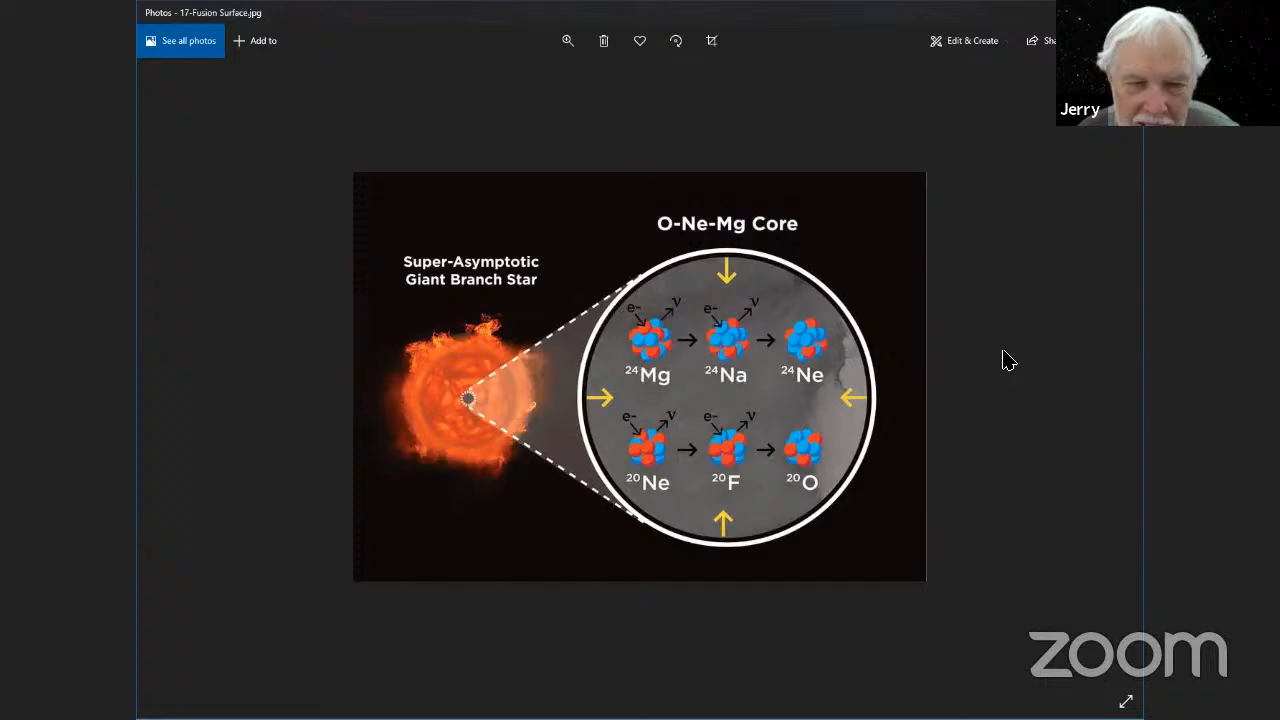 Photos - 17-Fusion Surface.jpg
See all photos
Add to
Edit & Create
Sha
Jerry
O-Ne-Mg Core
Super-Asymptotic
Giant Branch Star
e- ν e- ν
²⁴Mg ²⁴Na ²⁴Ne
e- ν e- ν
²⁰Ne ²⁰F ²⁰O
zoom